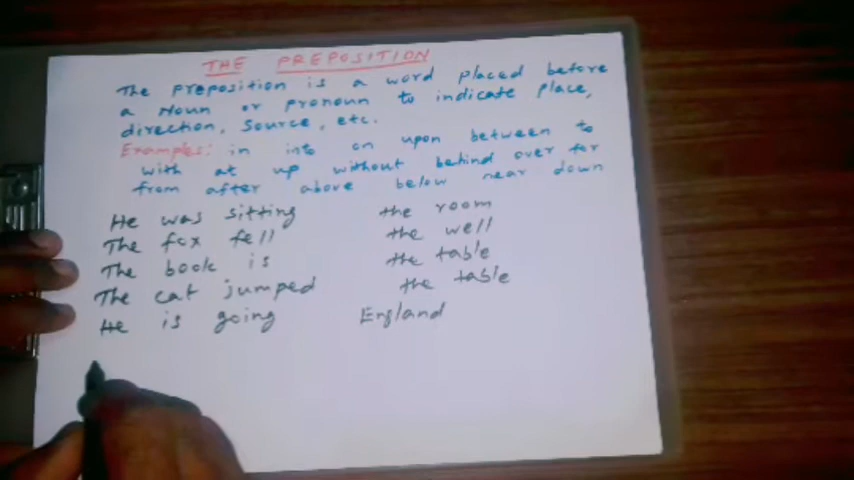 THE PREPOSITION
The preposition is a word placed before
a Noun or pronoun to indicate place,
direction, source, etc.
Examples: in into on upon between to
with at up without behind over for
from after above below near down
He was sitting the room
The fox fell the well
The book is the table
The cat jumped the table
He is going England